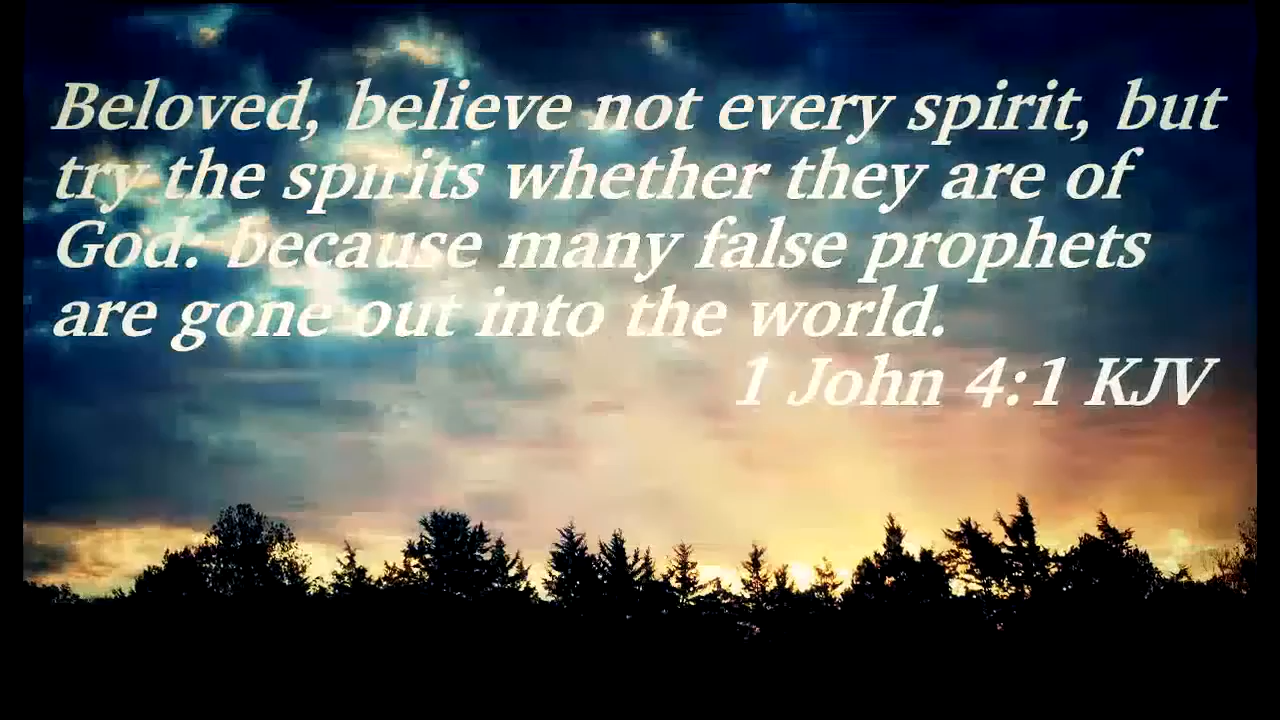 Beloved, believe not every spirit, but
try the spirits whether they are of
God: because many false prophets
are gone out into the world.
1 John 4:1 KJV